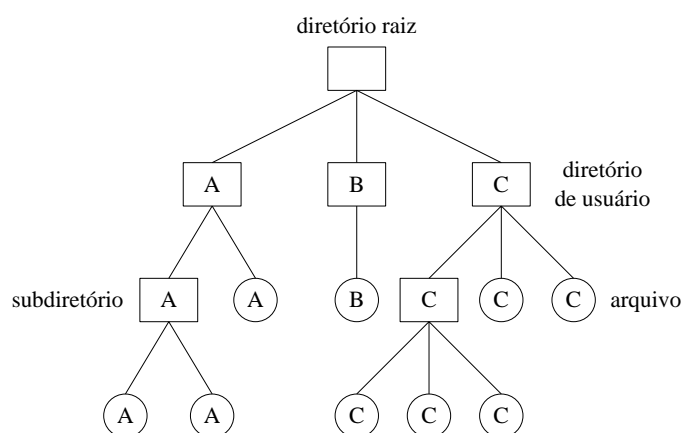 diretório raiz
A
B
C
diretório
de usuário
subdiretório
A
A
B
C
C
C
arquivo
A
A
C
C
C